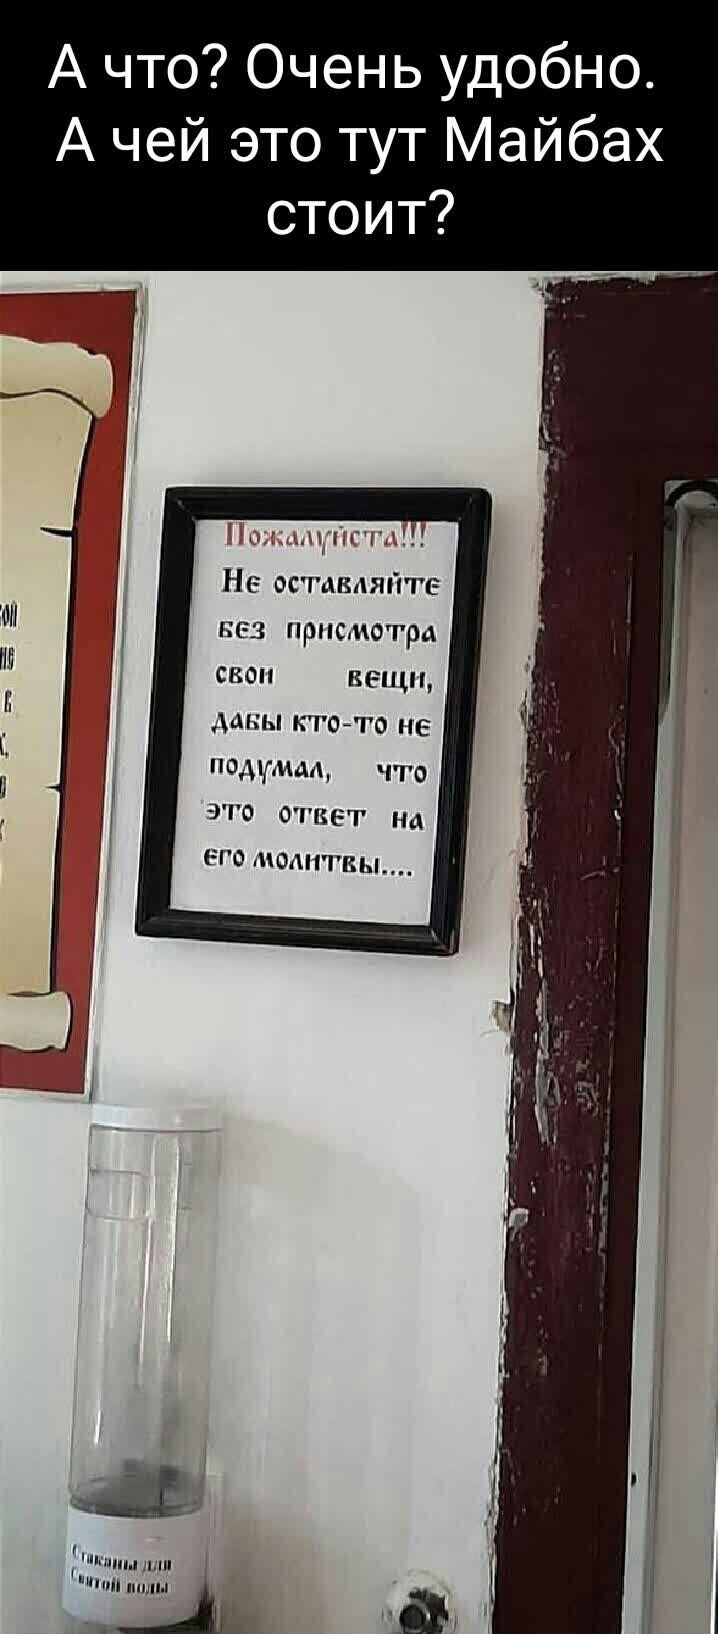 А что? Очень удобно.
А чей это тут Майбах
стоит?
Пожалуйста!!!
Не оставляйте
без присмотра
свои вещи,
дабы кто-то не
подумал, что
это ответ на
его молитвы....
Стаканы для
Святой воды